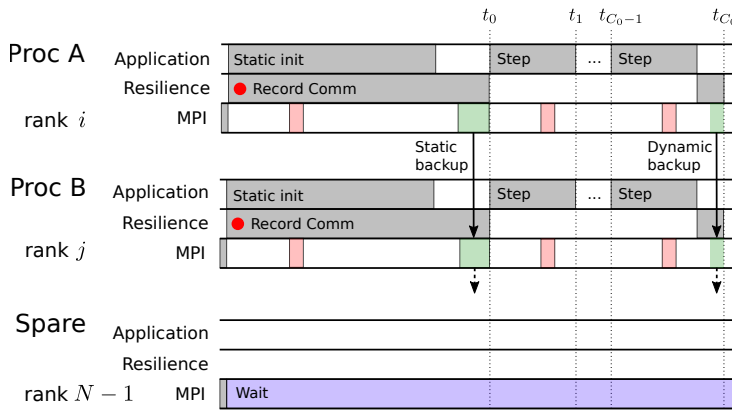 t_0 t_1 t_{C_0-1} t_{C_0}
Proc A
Application Static init Step ... Step
Resilience Record Comm
rank i MPI
Static backup
Dynamic backup
Proc B
Application Static init Step ... Step
Resilience Record Comm
rank j MPI
Spare
Application
Resilience
rank N − 1 MPI Wait